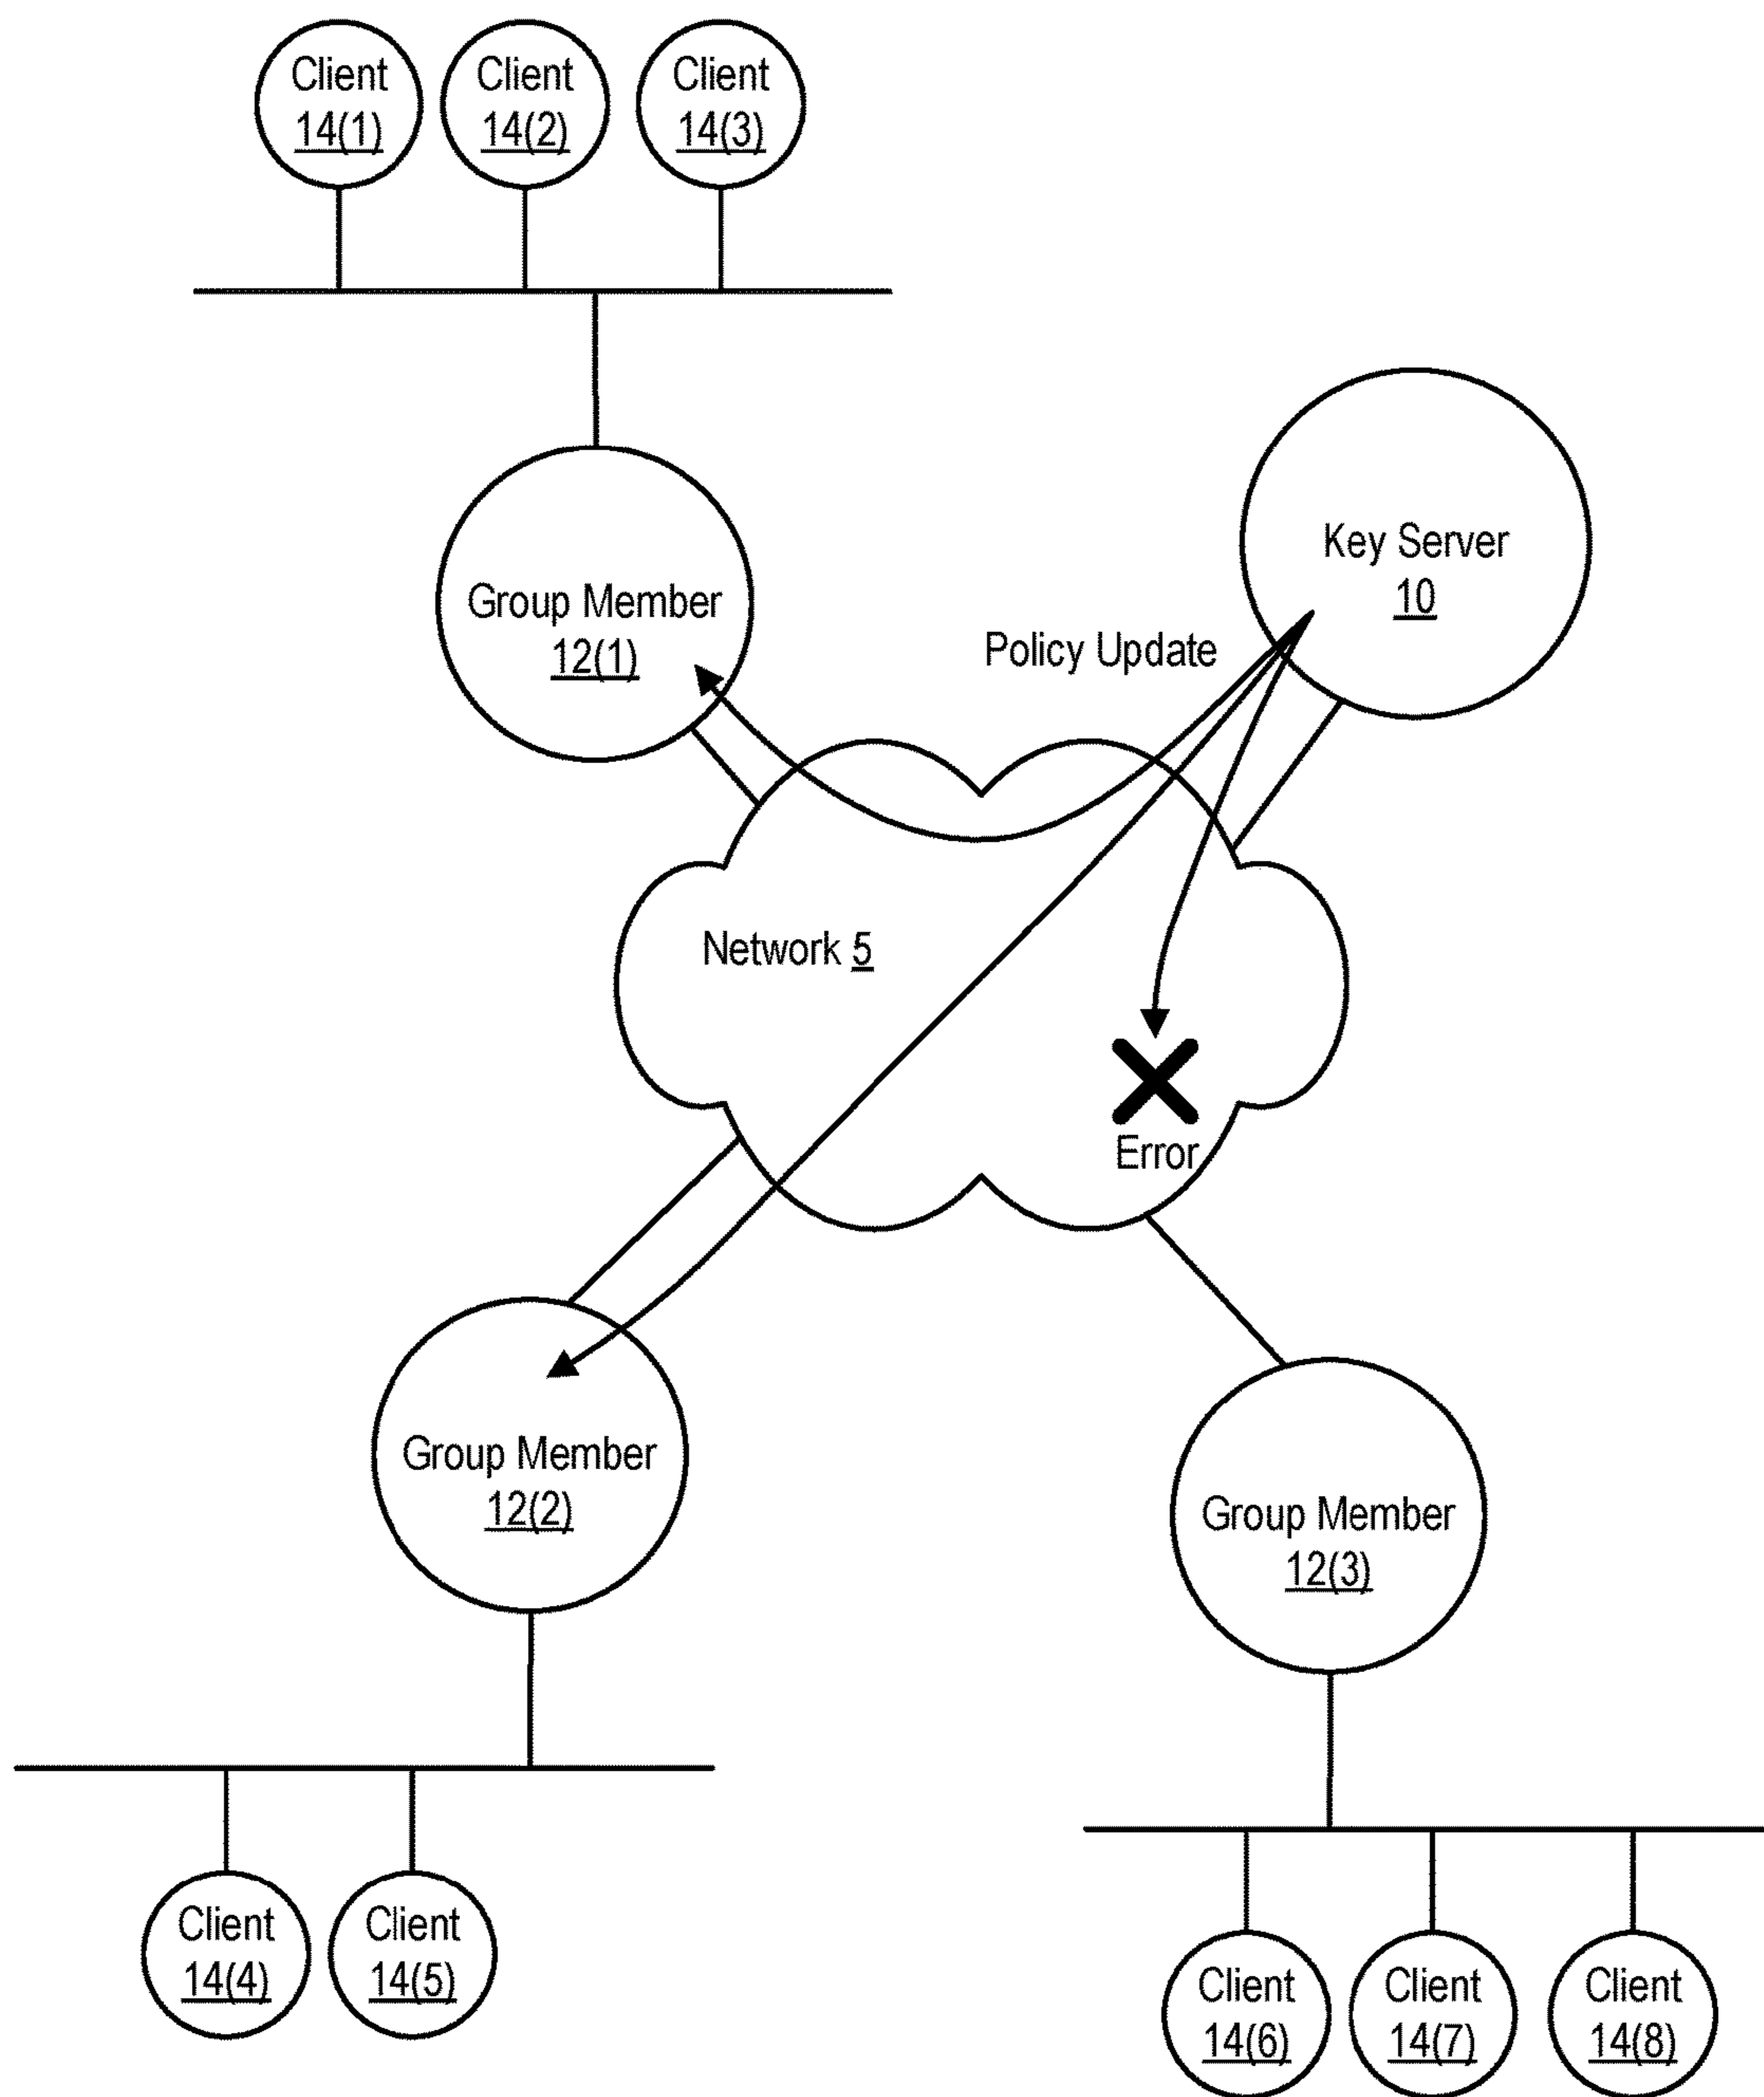 Client
14(1)
Client
14(2)
Client
14(3)
Key Server
10
Group Member
12(1)
Policy Update
Network 5
Error
Group Member
12(2)
Group Member
12(3)
Client
14(4)
Client
14(5)
Client
14(6)
Client
14(7)
Client
14(8)